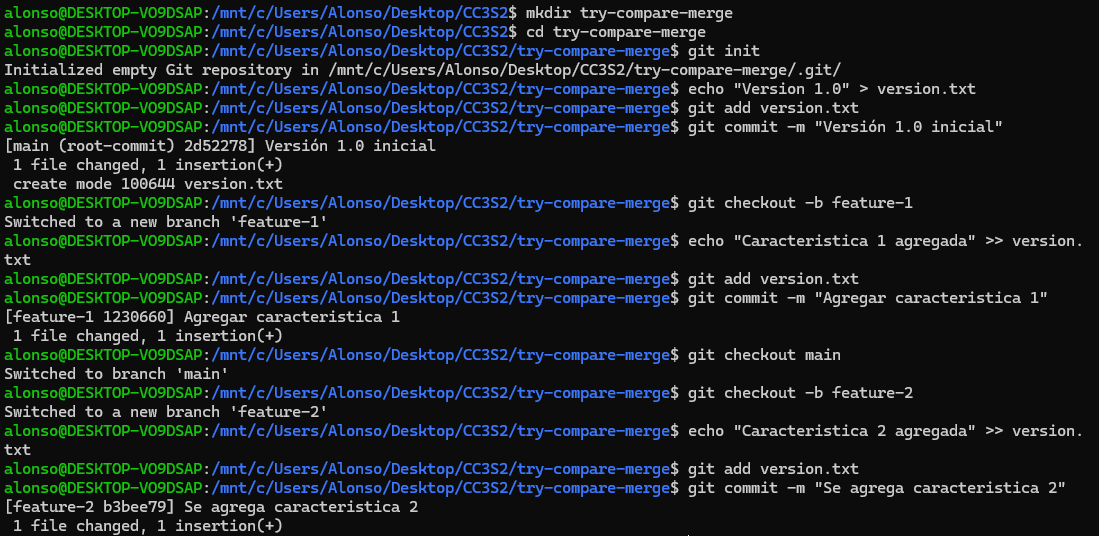 alonso@DESKTOP-VO9DSAP:/mnt/c/Users/Alonso/Desktop/CC3S2$ mkdir try-compare-merge
alonso@DESKTOP-VO9DSAP:/mnt/c/Users/Alonso/Desktop/CC3S2$ cd try-compare-merge
alonso@DESKTOP-VO9DSAP:/mnt/c/Users/Alonso/Desktop/CC3S2/try-compare-merge$ git init
Initialized empty Git repository in /mnt/c/Users/Alonso/Desktop/CC3S2/try-compare-merge/.git/
alonso@DESKTOP-VO9DSAP:/mnt/c/Users/Alonso/Desktop/CC3S2/try-compare-merge$ echo "Version 1.0" > version.txt
alonso@DESKTOP-VO9DSAP:/mnt/c/Users/Alonso/Desktop/CC3S2/try-compare-merge$ git add version.txt
alonso@DESKTOP-VO9DSAP:/mnt/c/Users/Alonso/Desktop/CC3S2/try-compare-merge$ git commit -m "Versión 1.0 inicial"
[main (root-commit) 2d52278] Versión 1.0 inicial
 1 file changed, 1 insertion(+)
 create mode 100644 version.txt
alonso@DESKTOP-VO9DSAP:/mnt/c/Users/Alonso/Desktop/CC3S2/try-compare-merge$ git checkout -b feature-1
Switched to a new branch 'feature-1'
alonso@DESKTOP-VO9DSAP:/mnt/c/Users/Alonso/Desktop/CC3S2/try-compare-merge$ echo "Caracteristica 1 agregada" >> version.
txt
alonso@DESKTOP-VO9DSAP:/mnt/c/Users/Alonso/Desktop/CC3S2/try-compare-merge$ git add version.txt
alonso@DESKTOP-VO9DSAP:/mnt/c/Users/Alonso/Desktop/CC3S2/try-compare-merge$ git commit -m "Agregar caracteristica 1"
[feature-1 1230660] Agregar caracteristica 1
 1 file changed, 1 insertion(+)
alonso@DESKTOP-VO9DSAP:/mnt/c/Users/Alonso/Desktop/CC3S2/try-compare-merge$ git checkout main
Switched to branch 'main'
alonso@DESKTOP-VO9DSAP:/mnt/c/Users/Alonso/Desktop/CC3S2/try-compare-merge$ git checkout -b feature-2
Switched to a new branch 'feature-2'
alonso@DESKTOP-VO9DSAP:/mnt/c/Users/Alonso/Desktop/CC3S2/try-compare-merge$ echo "Caracteristica 2 agregada" >> version.
txt
alonso@DESKTOP-VO9DSAP:/mnt/c/Users/Alonso/Desktop/CC3S2/try-compare-merge$ git add version.txt
alonso@DESKTOP-VO9DSAP:/mnt/c/Users/Alonso/Desktop/CC3S2/try-compare-merge$ git commit -m "Se agrega caracteristica 2"
[feature-2 b3bee79] Se agrega caracteristica 2
 1 file changed, 1 insertion(+)